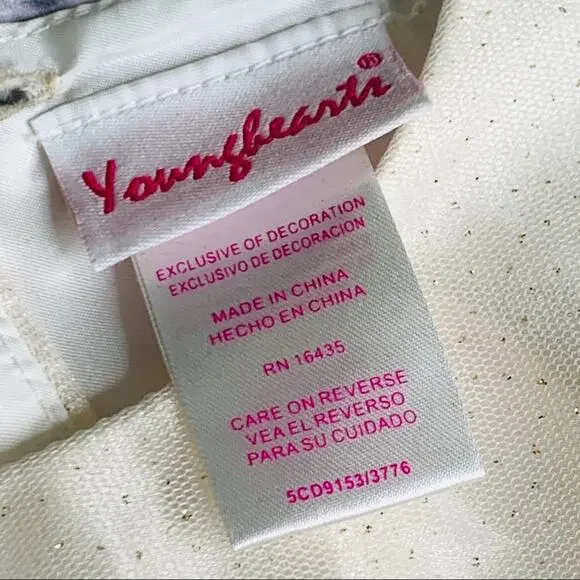 Younghearts®
EXCLUSIVE OF DECORATION
EXCLUSIVO DE DECORACION
MADE IN CHINA
HECHO EN CHINA
RN 16435
CARE ON REVERSE
VEA EL REVERSO
PARA SU CUIDADO
5CD9153/3776